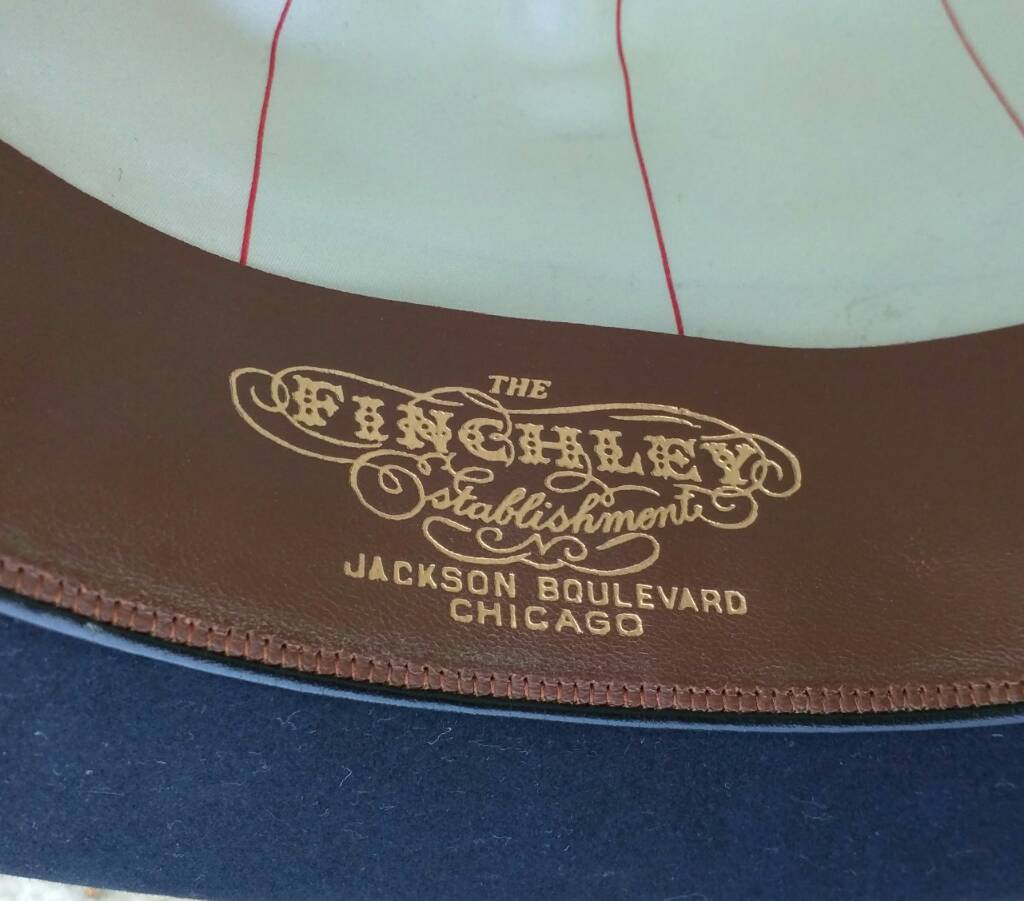 THE
FINCHLEY
Establishment
JACKSON BOULEVARD
CHICAGO